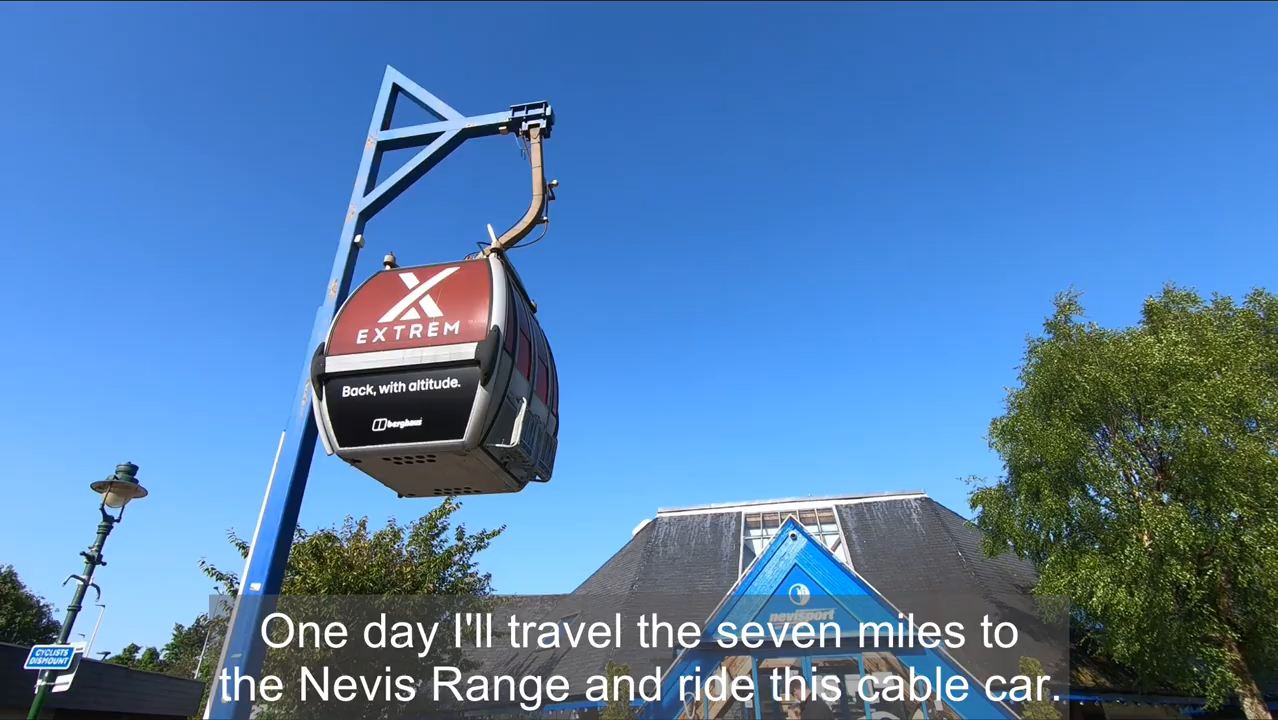 EXTRĒM
Back, with altitude.
berghaus
nevisport
CYCLISTS
DISMOUNT
One day I'll travel the seven miles to
the Nevis Range and ride this cable car.